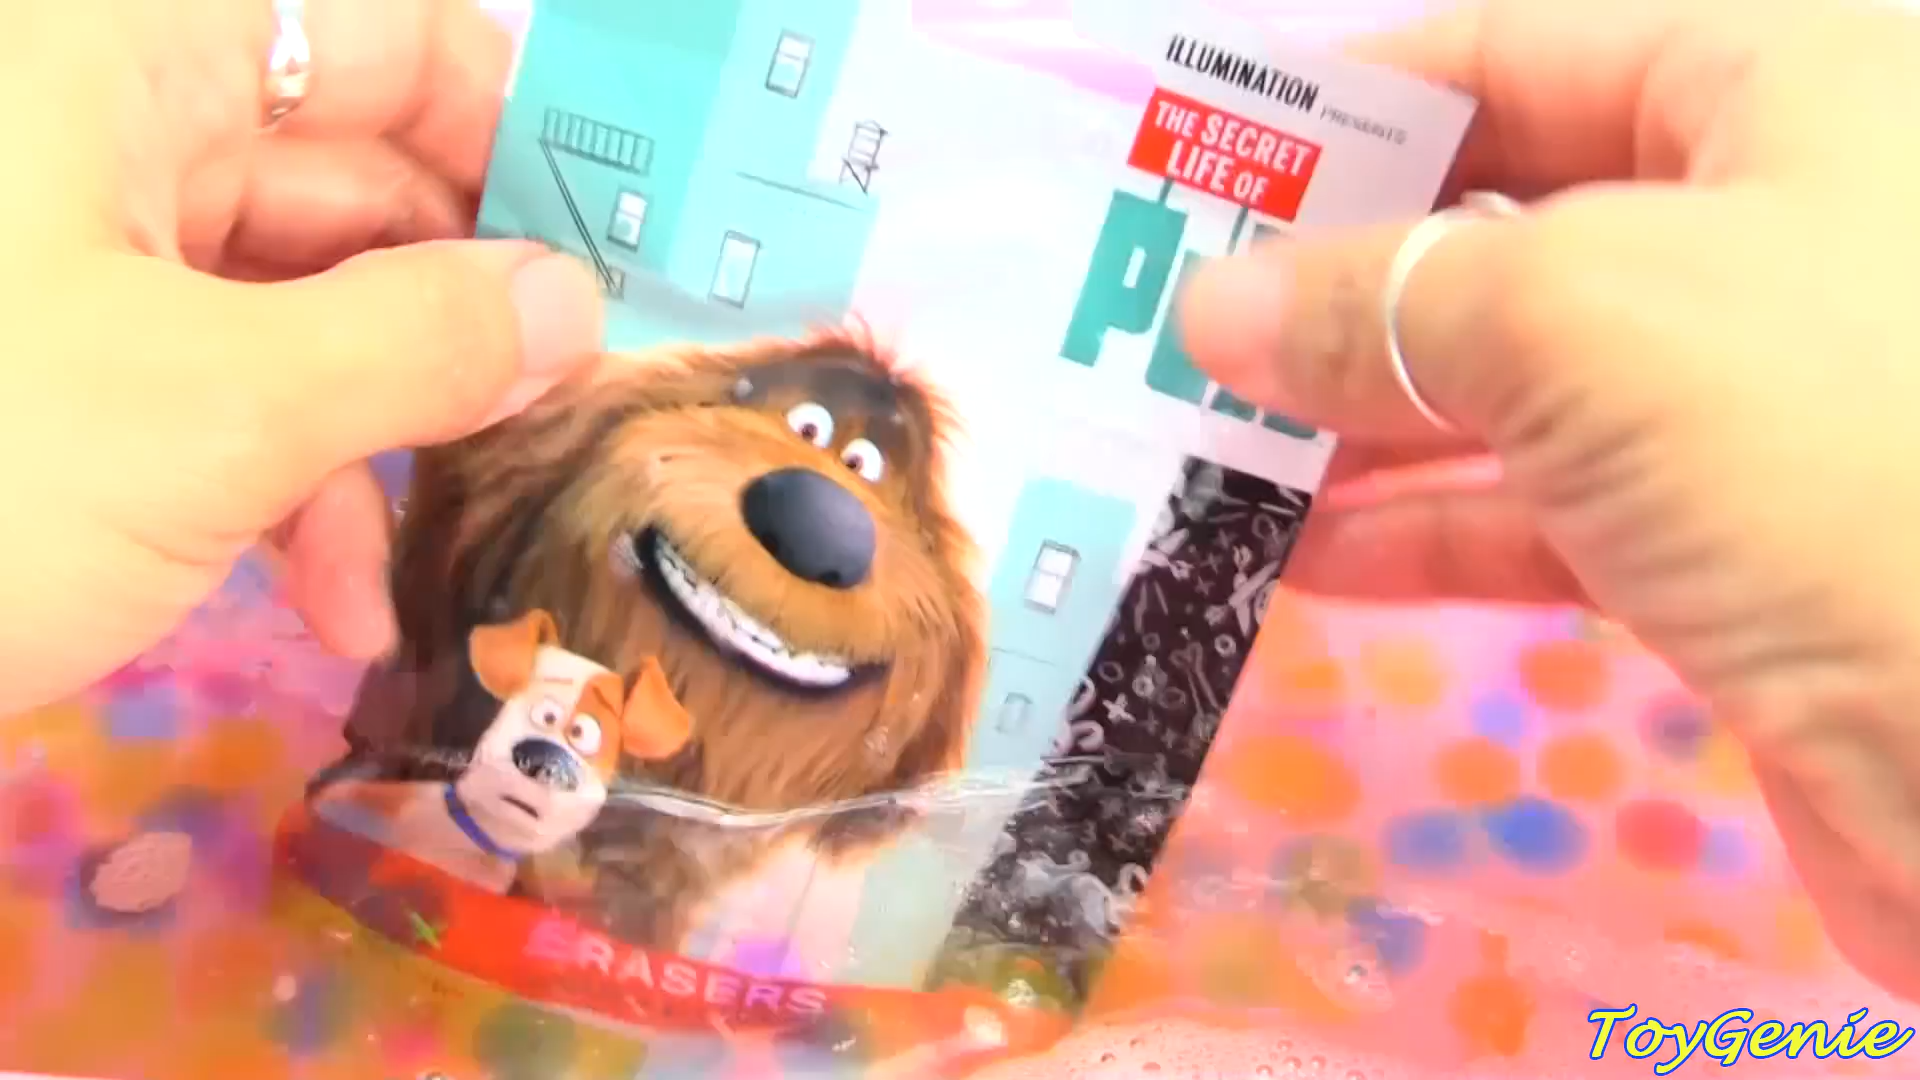 ILLUMINATION PRESENTS
THE SECRET
LIFE OF
ERASERS
ToyGenie